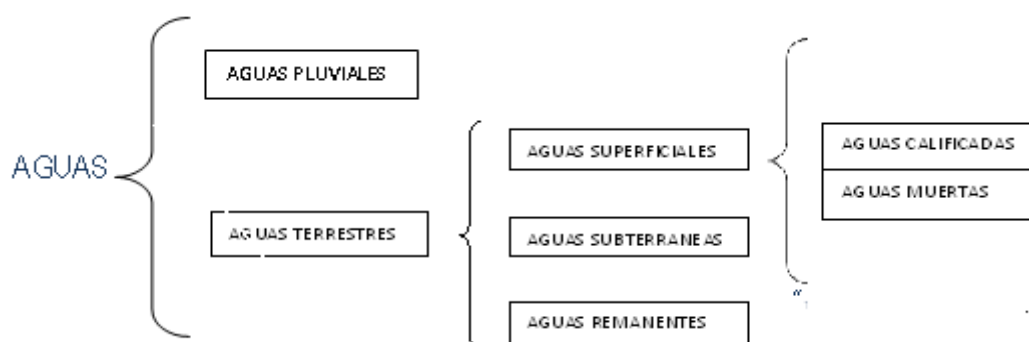 AGUAS
AGUAS PLUVIALES
AGUAS TERRESTRES
AGUAS SUPERFICIALES
AGUAS SUBTERRANEAS
AGUAS REMANENTES
AGUAS CALIFICADAS
AGUAS MUERTAS